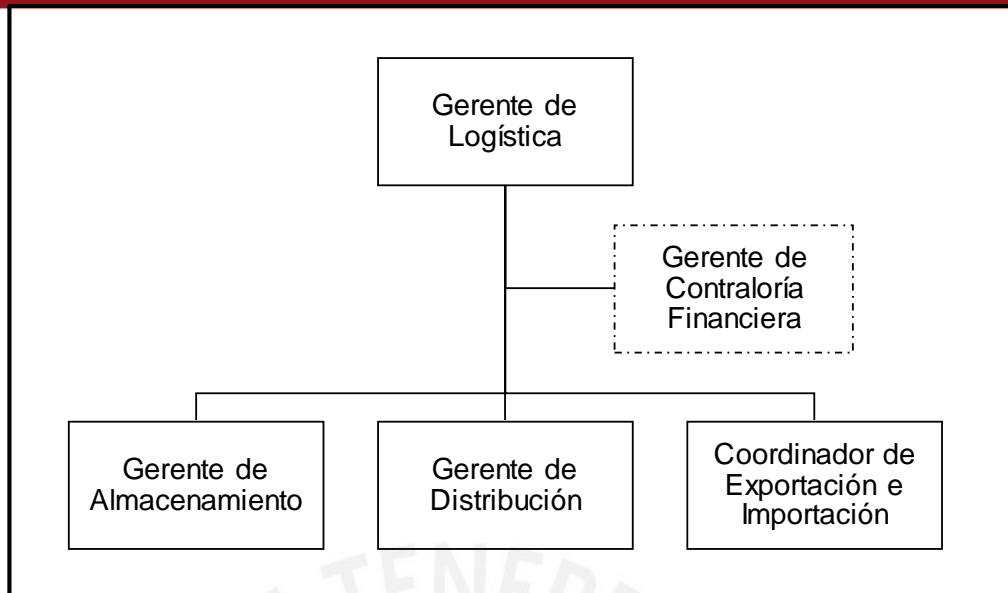 Gerente de
Logística
Gerente de
Contraloría
Financiera
Gerente de
Almacenamiento
Gerente de
Distribución
Coordinador de
Exportación e
Importación